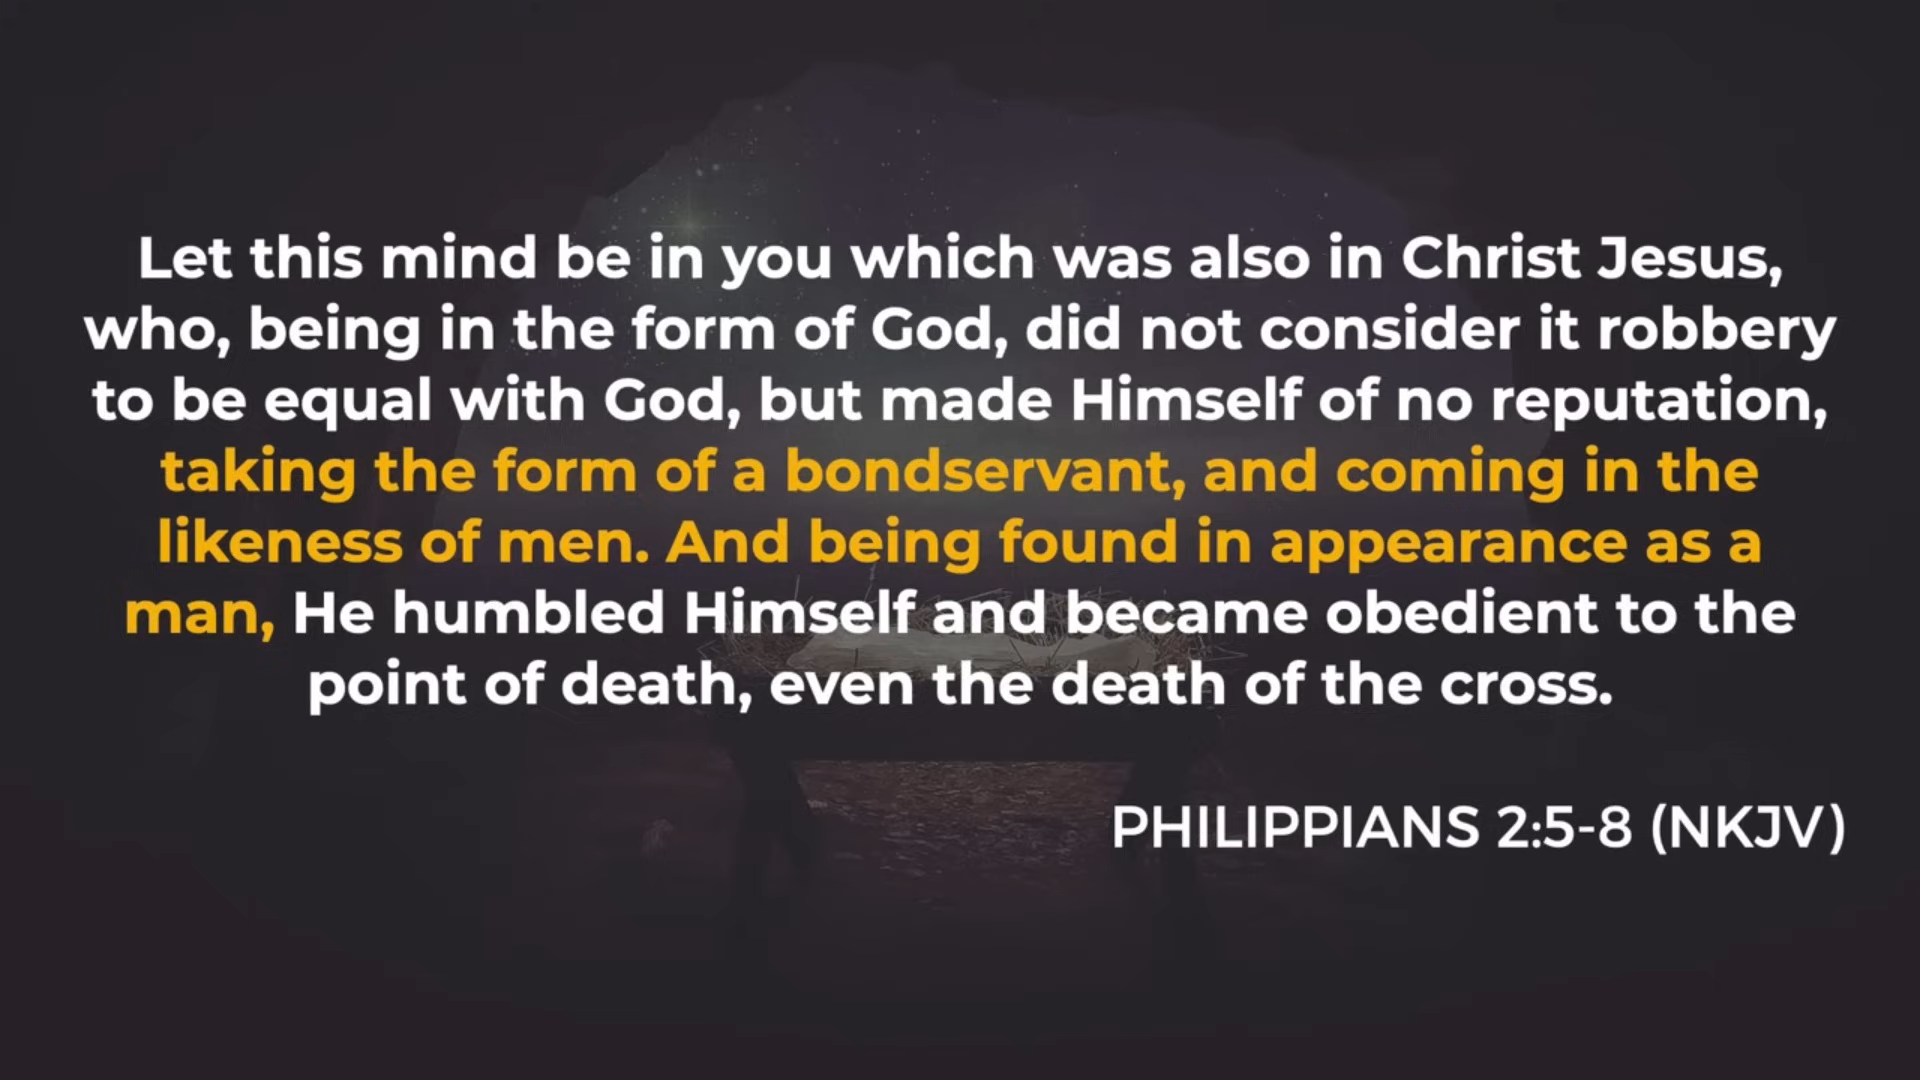 Let this mind be in you which was also in Christ Jesus,
who, being in the form of God, did not consider it robbery
to be equal with God, but made Himself of no reputation,
taking the form of a bondservant, and coming in the
likeness of men. And being found in appearance as a
man, He humbled Himself and became obedient to the
point of death, even the death of the cross.
PHILIPPIANS 2:5-8 (NKJV)